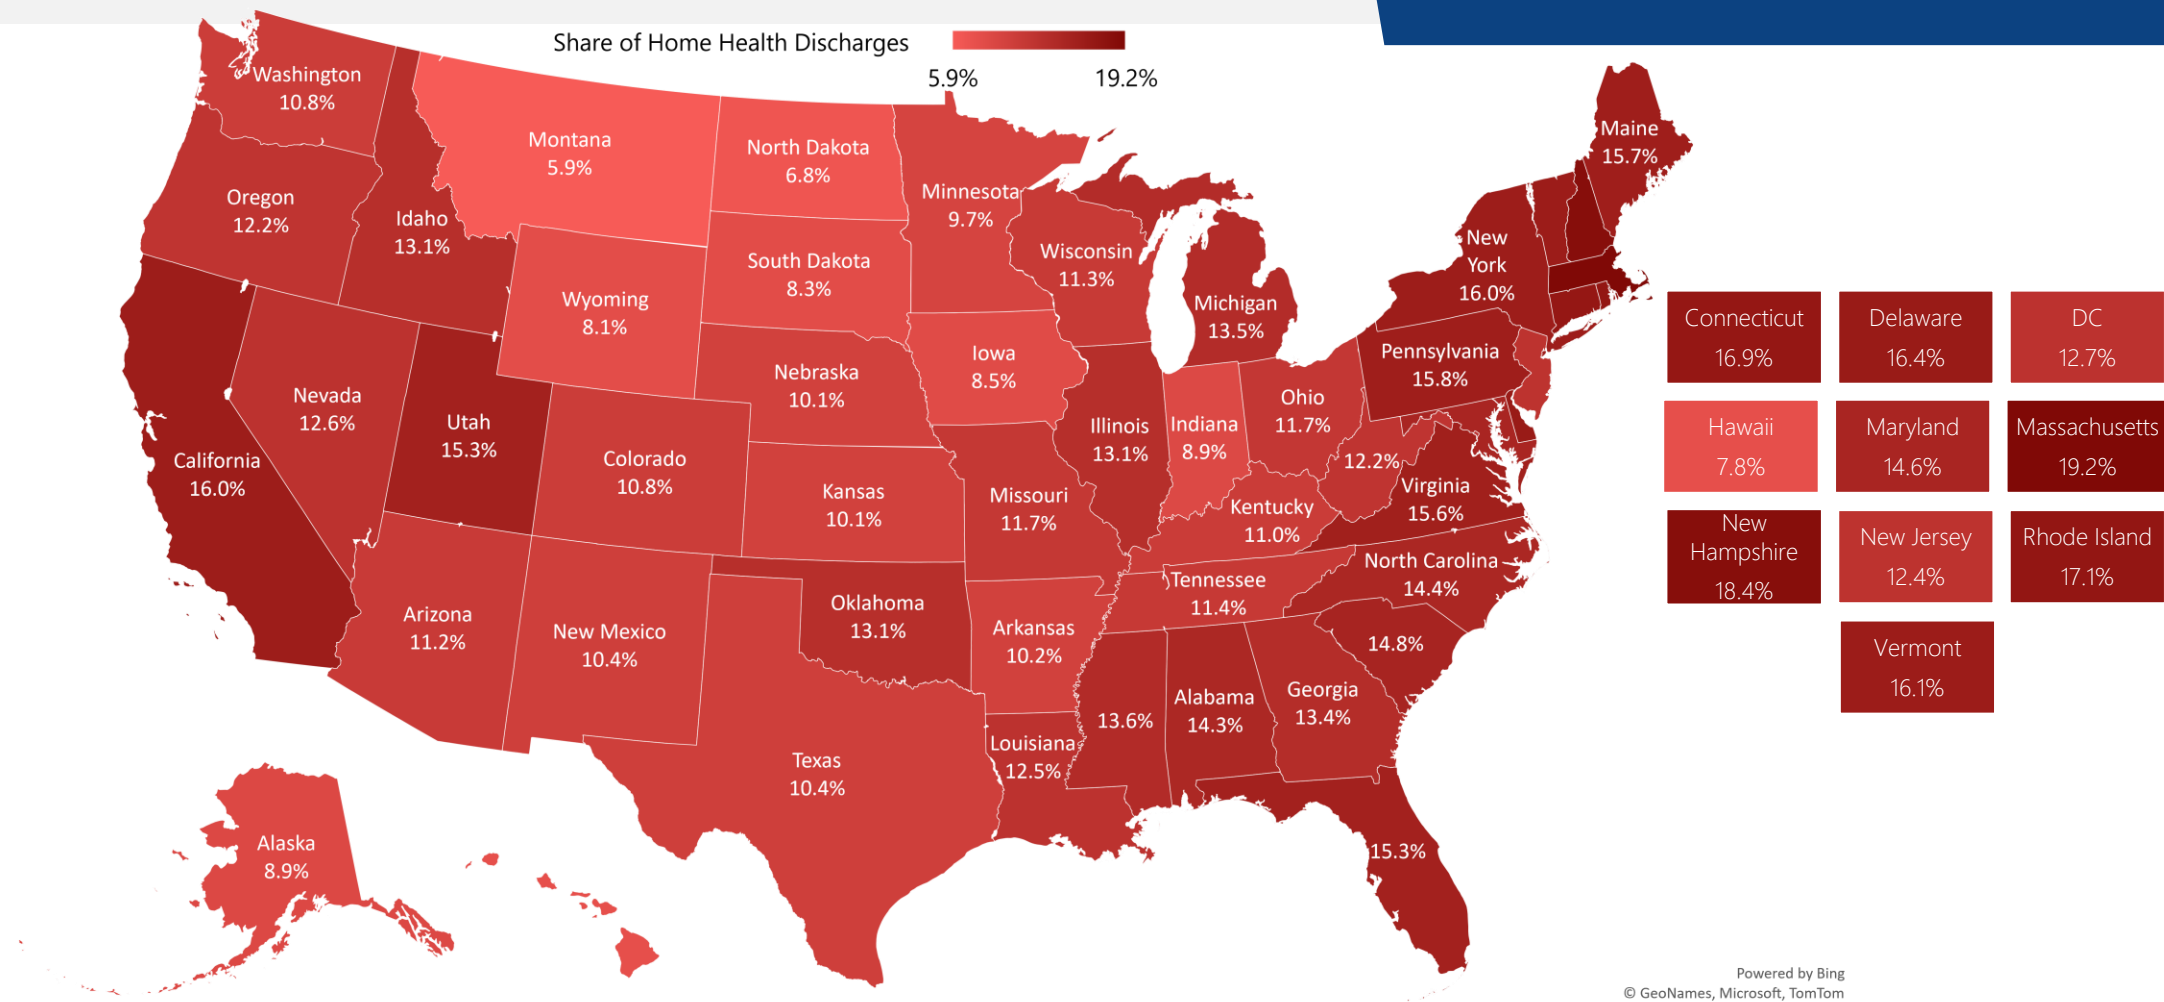 Share of Home Health Discharges
5.9%
19.2%
Washington
10.8%
Oregon
12.2%
Idaho
13.1%
Montana
5.9%
North Dakota
6.8%
Minnesota
9.7%
South Dakota
8.3%
Wyoming
8.1%
Wisconsin
11.3%
Michigan
13.5%
Maine
15.7%
New
York
16.0%
Pennsylvania
15.8%
Nebraska
10.1%
Iowa
8.5%
Nevada
12.6%
Utah
15.3%
California
16.0%
Colorado
10.8%
Kansas
10.1%
Missouri
11.7%
Illinois
13.1%
Indiana
8.9%
Ohio
11.7%
12.2%
Virginia
15.6%
Kentucky
11.0%
North Carolina
14.4%
Tennessee
11.4%
Arizona
11.2%
New Mexico
10.4%
Oklahoma
13.1%
Arkansas
10.2%
14.8%
13.6%
Alabama
14.3%
Georgia
13.4%
Louisiana
12.5%
Texas
10.4%
15.3%
Alaska
8.9%
Connecticut
16.9%
Delaware
16.4%
DC
12.7%
Hawaii
7.8%
Maryland
14.6%
Massachusetts
19.2%
New
Hampshire
18.4%
New Jersey
12.4%
Rhode Island
17.1%
Vermont
16.1%
Powered by Bing
© GeoNames, Microsoft, TomTom